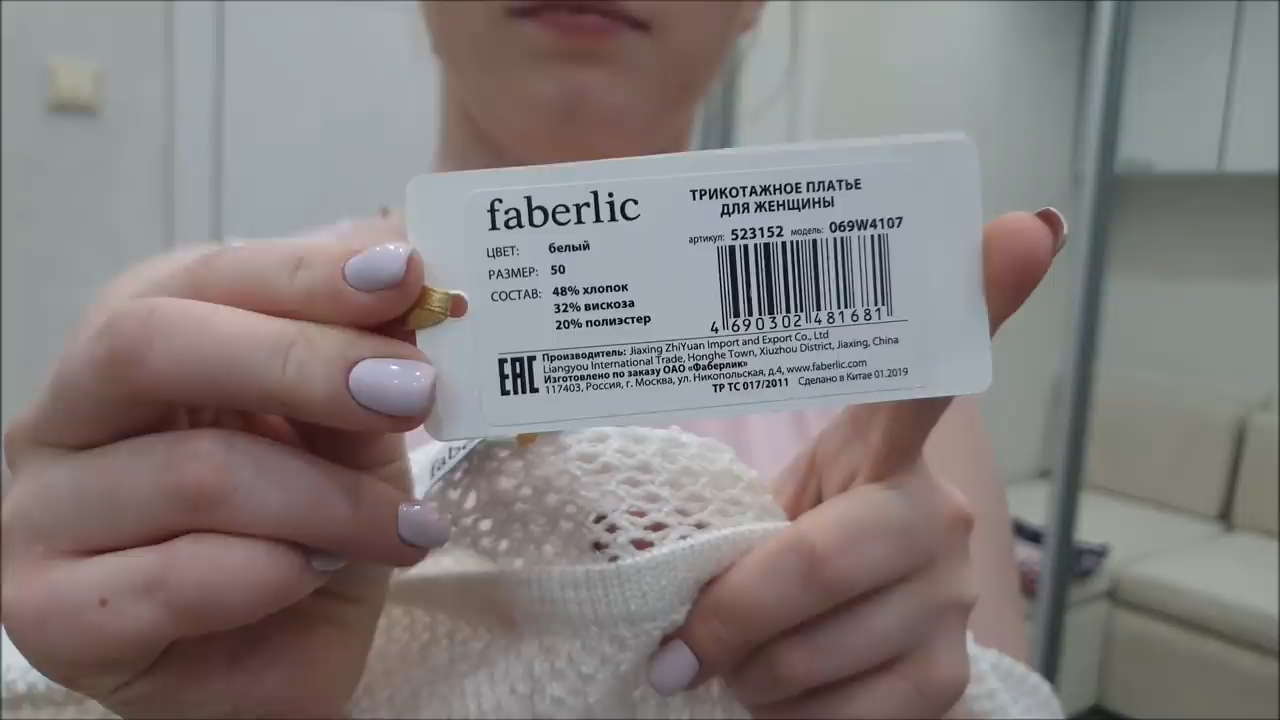 faberlic
ТРИКОТАЖНОЕ ПЛАТЬЕ
ДЛЯ ЖЕНЩИНЫ
ЦВЕТ: белый
РАЗМЕР: 50
СОСТАВ: 48% хлопок
32% вискоза
20% полиэстер
артикул: 523152 модель: 069W4107
4 690302 481681
EAC
Производитель: Jiaxing ZhiYuan Import and Export Co., Ltd
Liangyou International Trade, Honghe Town, Xiuzhou District, Jiaxing, China
Изготовлено по заказу ОАО «Фаберлик»
117403, Россия, г. Москва, ул. Никопольская, д.4, www.faberlic.com
ТР ТС 017/2011 Сделано в Китае 01.2019